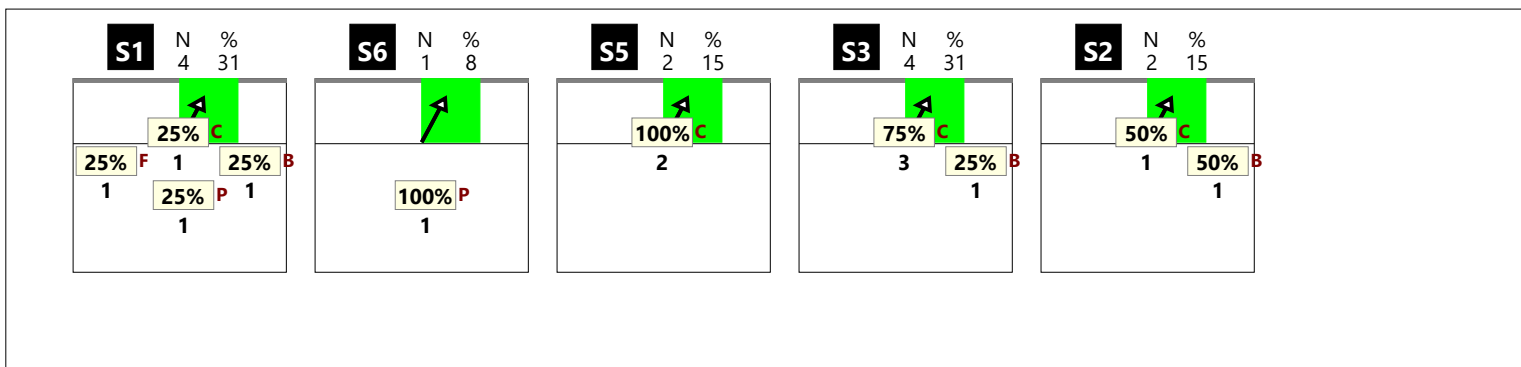 S1 N % 4 31
25% C
1
25% F
1
25% B
1
25% P
1
S6 N % 1 8
100% P
1
S5 N % 2 15
100% C
2
S3 N % 4 31
75% C
3
25% B
1
S2 N % 2 15
50% C
1
50% B
1